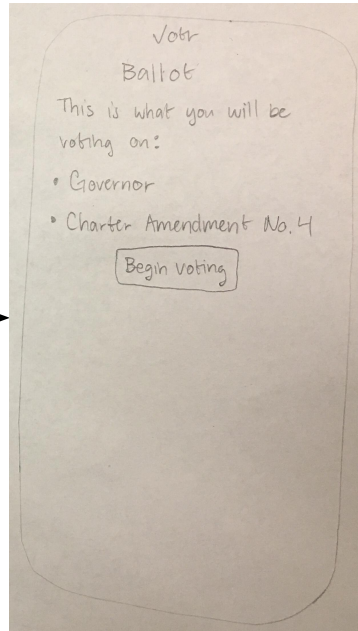 Votr
Ballot
This is what you will be
voting on:
• Governor
• Charter Amendment No. 4
Begin Voting